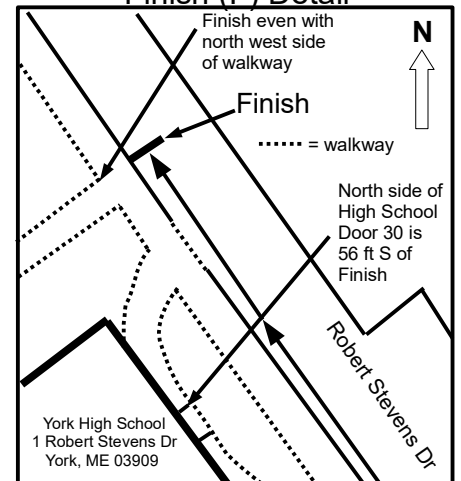 Finish (F) Detail
Finish even with
north west side
of walkway
N
Finish
= walkway
North side of
High School
Door 30 is
56 ft S of
Finish
Robert Stevens Dr
York High School
1 Robert Stevens Dr
York, ME 03909